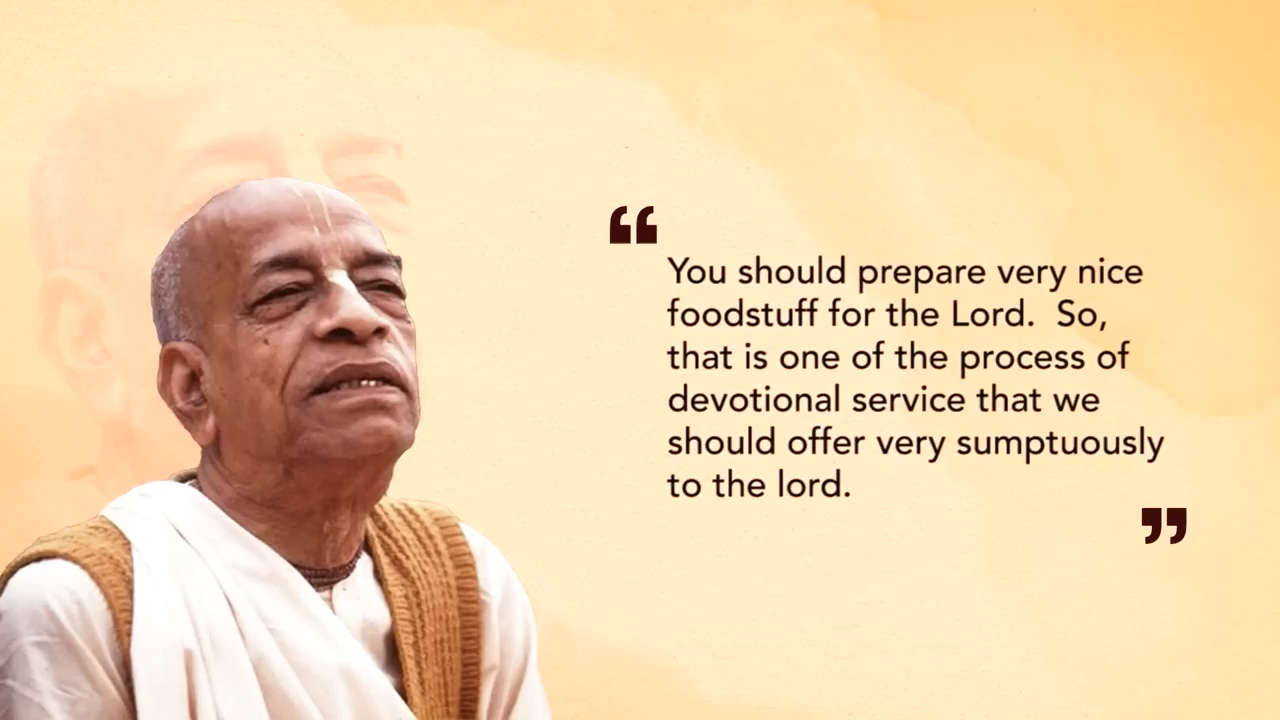 “
You should prepare very nice
foodstuff for the Lord.  So,
that is one of the process of
devotional service that we
should offer very sumptuously
to the lord.
”